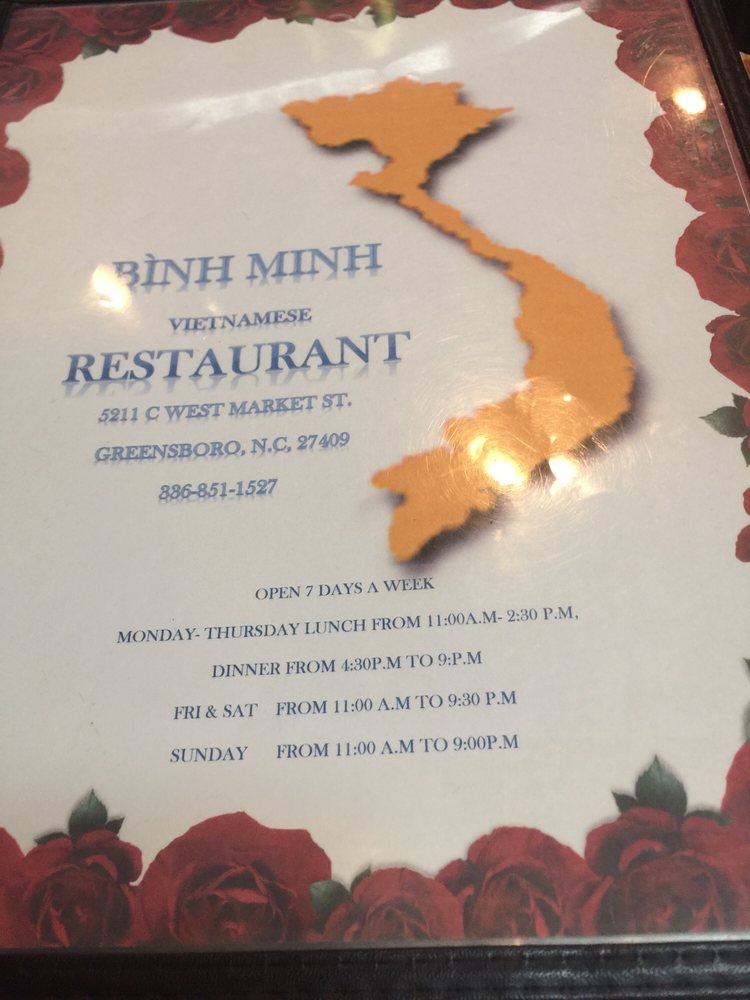 BÌNH MINH
VIETNAMESE
RESTAURANT
5211 C WEST MARKET ST.
GREENSBORO, N.C, 27409
336-851-1527
OPEN 7 DAYS A WEEK
MONDAY- THURSDAY LUNCH FROM 11:00A.M- 2:30 P.M,
DINNER FROM 4:30P.M TO 9:P.M
FRI & SAT FROM 11:00 A.M TO 9:30 P.M
SUNDAY FROM 11:00 A.M TO 9:00P.M